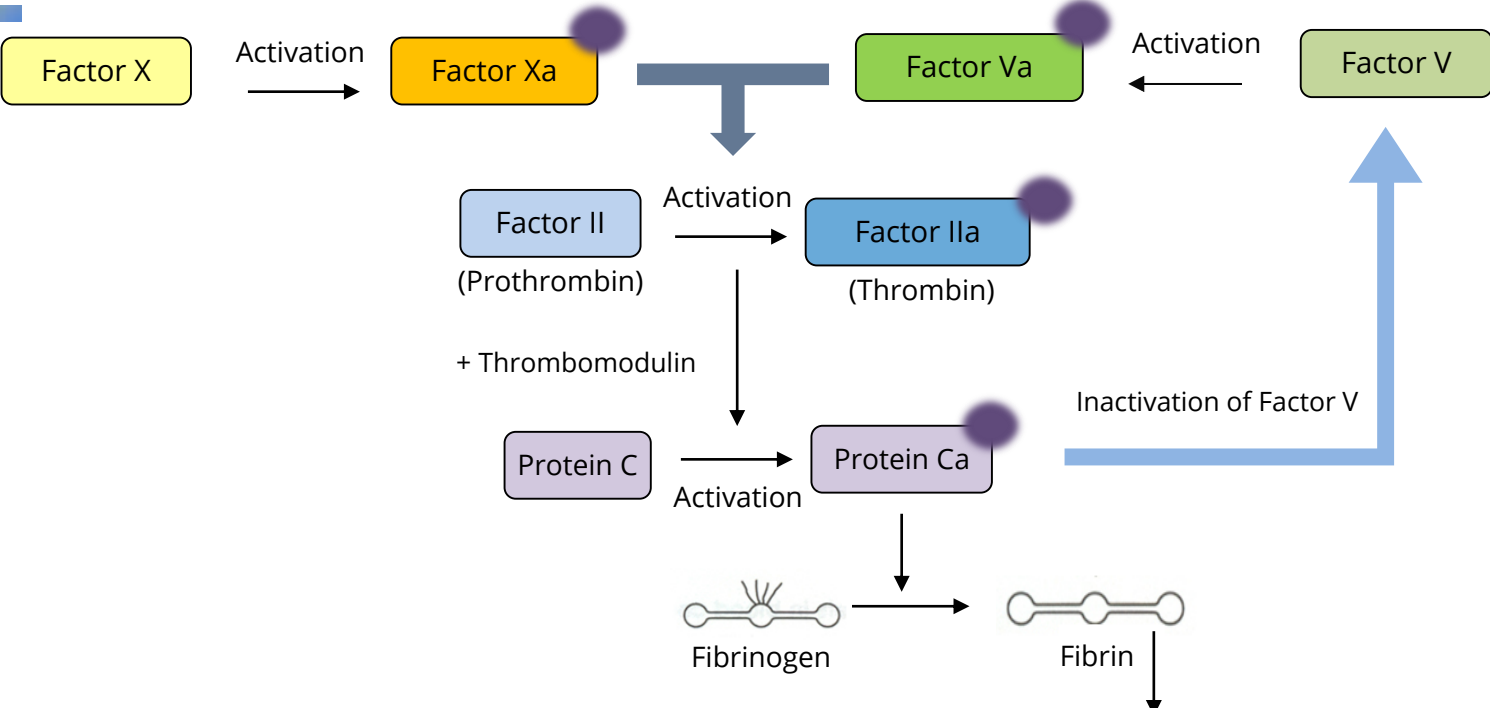 Factor X
Activation
Factor Xa
Factor Va
Activation
Factor V
Factor II
(Prothrombin)
Activation
Factor IIa
(Thrombin)
+ Thrombomodulin
Inactivation of Factor V
Protein C
Activation
Protein Ca
Fibrinogen
Fibrin